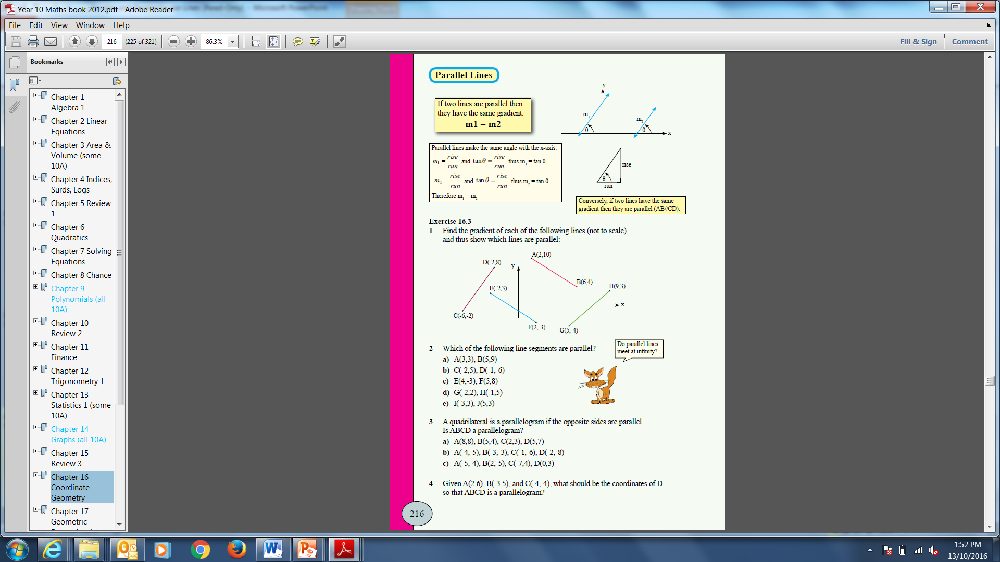 Year 10 Maths book 2012.pdf - Adobe Reader
File Edit View Window Help
216 (225 of 321) 86.3% Fill & Sign Comment
Bookmarks
Chapter 1
Algebra 1
Chapter 2 Linear
Equations
Chapter 3 Area &
Volume (some
10A)
Chapter 4 Indices,
Surds, Logs
Chapter 5 Review
1
Chapter 6
Quadratics
Chapter 7 Solving
Equations
Chapter 8 Chance
Chapter 9
Polynomials (all
10A)
Chapter 10
Review 2
Chapter 11
Finance
Chapter 12
Trigonometry 1
Chapter 13
Statistics 1 (some
10A)
Chapter 14
Graphs (all 10A)
Chapter 15
Review 3
Chapter 16
Coordinate
Geometry
Chapter 17
Geometric
Parallel Lines
If two lines are parallel then
they have the same gradient.
m1 = m2
y
m₁
m₂
θ
θ
x
Parallel lines make the same angle with the x-axis.
m₁ = rise/run and tan θ = rise/run thus m₁ = tan θ
m₂ = rise/run and tan θ = rise/run thus m₂ = tan θ
Therefore m₁ = m₂
rise
θ
run
Conversely, if two lines have the same
gradient then they are parallel (AB//CD).
Exercise 16.3
1 Find the gradient of each of the following lines (not to scale)
and thus show which lines are parallel:
A(2,10)
D(-2,8)
y
B(6,4)
H(9,3)
E(-2,3)
x
C(-6,-2)
F(2,-3)
G(5,-4)
2 Which of the following line segments are parallel?
a) A(3,3), B(5,9)
b) C(-2,5), D(-1,-6)
c) E(4,-3), F(5,8)
d) G(-2,2), H(-1,5)
e) I(-3,3), J(5,3)
Do parallel lines
meet at infinity?
3 A quadrilateral is a parallelogram if the opposite sides are parallel.
Is ABCD a parallelogram?
a) A(8,8), B(5,4), C(2,3), D(5,7)
b) A(-4,-5), B(-3,-3), C(-1,-6), D(-2,-8)
c) A(-5,-4), B(2,-5), C(-7,4), D(0,3)
4 Given A(2,6), B(-3,5), and C(-4,-4), what should be the coordinates of D
so that ABCD is a parallelogram?
216
1:52 PM
13/10/2016